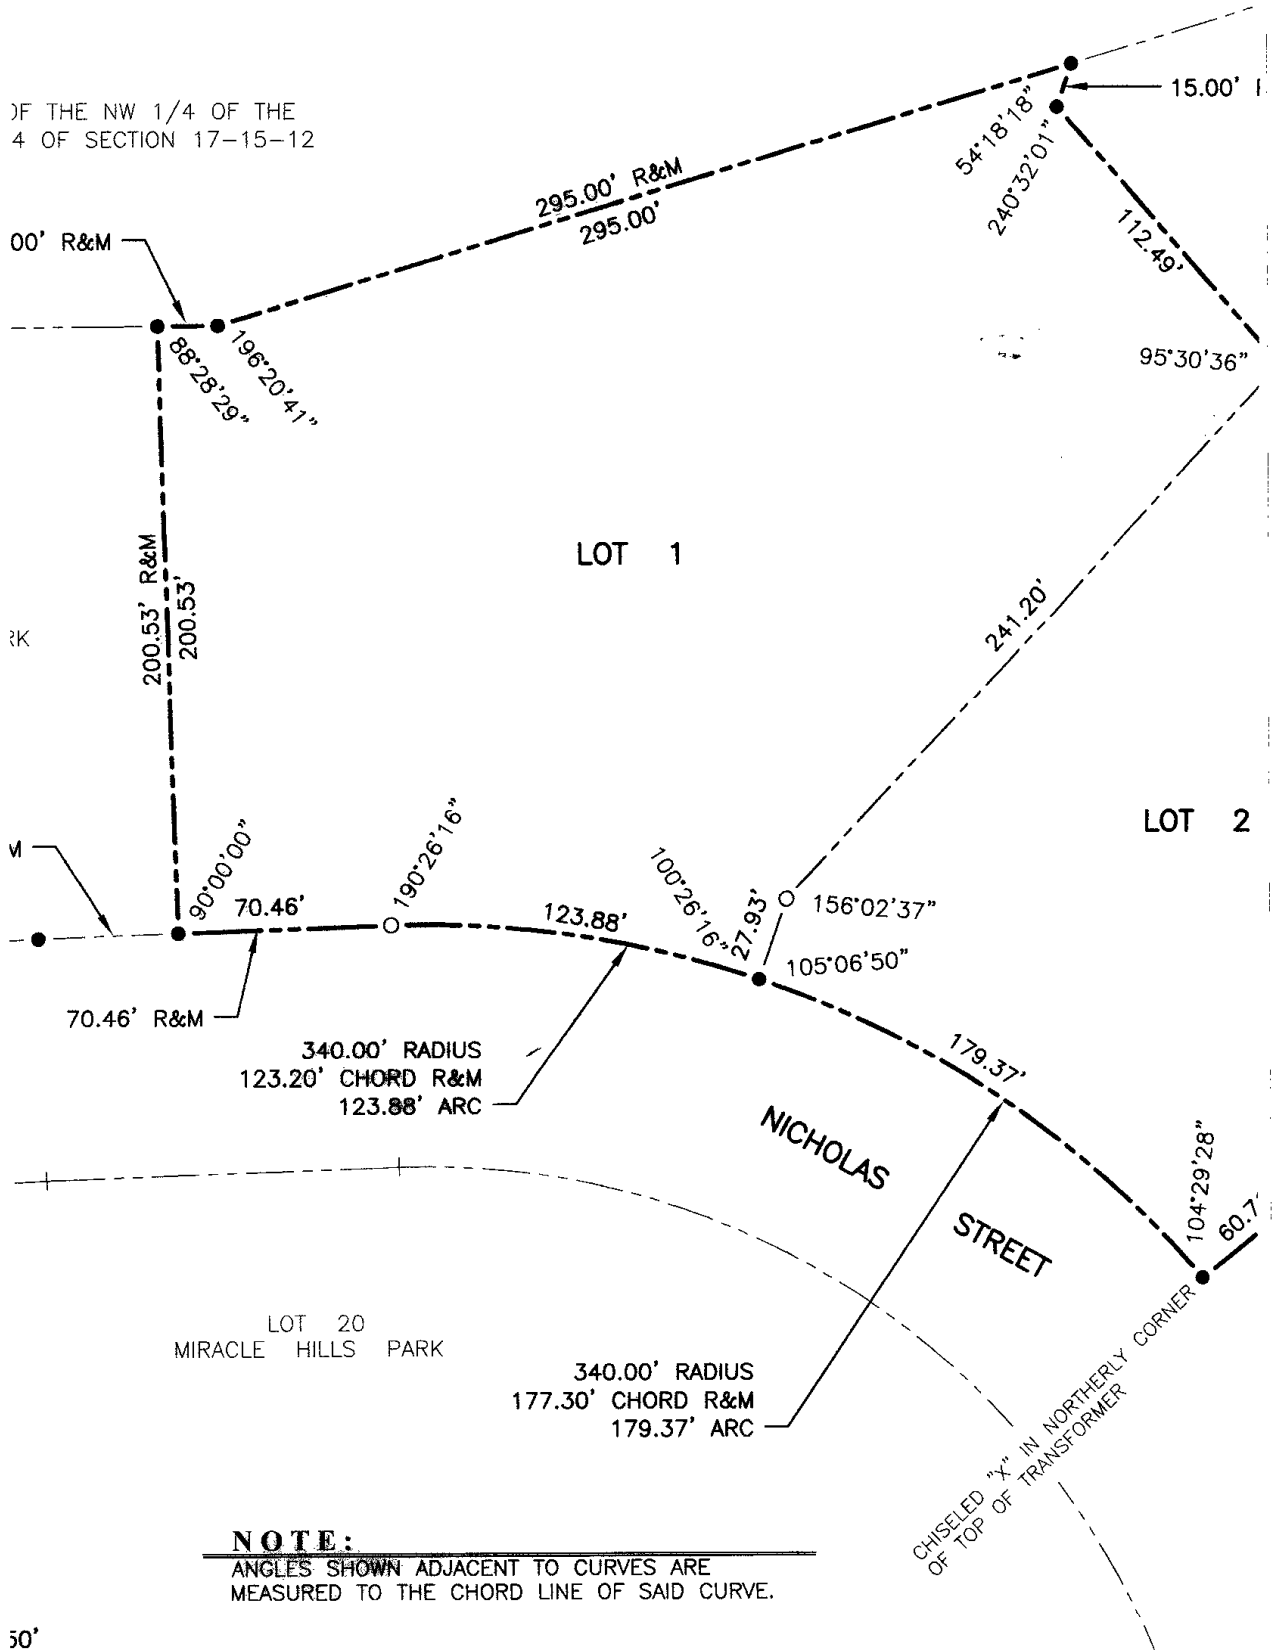 15.00'
OF THE NW 1/4 OF THE
4 OF SECTION 17-15-12
54°18'18"
240°32'01"
295.00' R&M
295.00'
112.49'
00' R&M
95°30'36"
88°28'29"
196°20'41"
LOT 1
200.53' R&M
200.53'
241.20'
RK
LOT 2
M
90°00'00"
70.46'
190°26'16"
123.88'
100°26'16"
27.93'
156°02'37"
105°06'50"
70.46' R&M
340.00' RADIUS
123.20' CHORD R&M
123.88' ARC
179.37'
NICHOLAS
STREET
104°29'28"
60.7
LOT 20
MIRACLE HILLS PARK
340.00' RADIUS
177.30' CHORD R&M
179.37' ARC
CHISELED "X" IN NORTHERLY CORNER
OF TOP OF TRANSFORMER
NOTE:
ANGLES SHOWN ADJACENT TO CURVES ARE
MEASURED TO THE CHORD LINE OF SAID CURVE.
50'